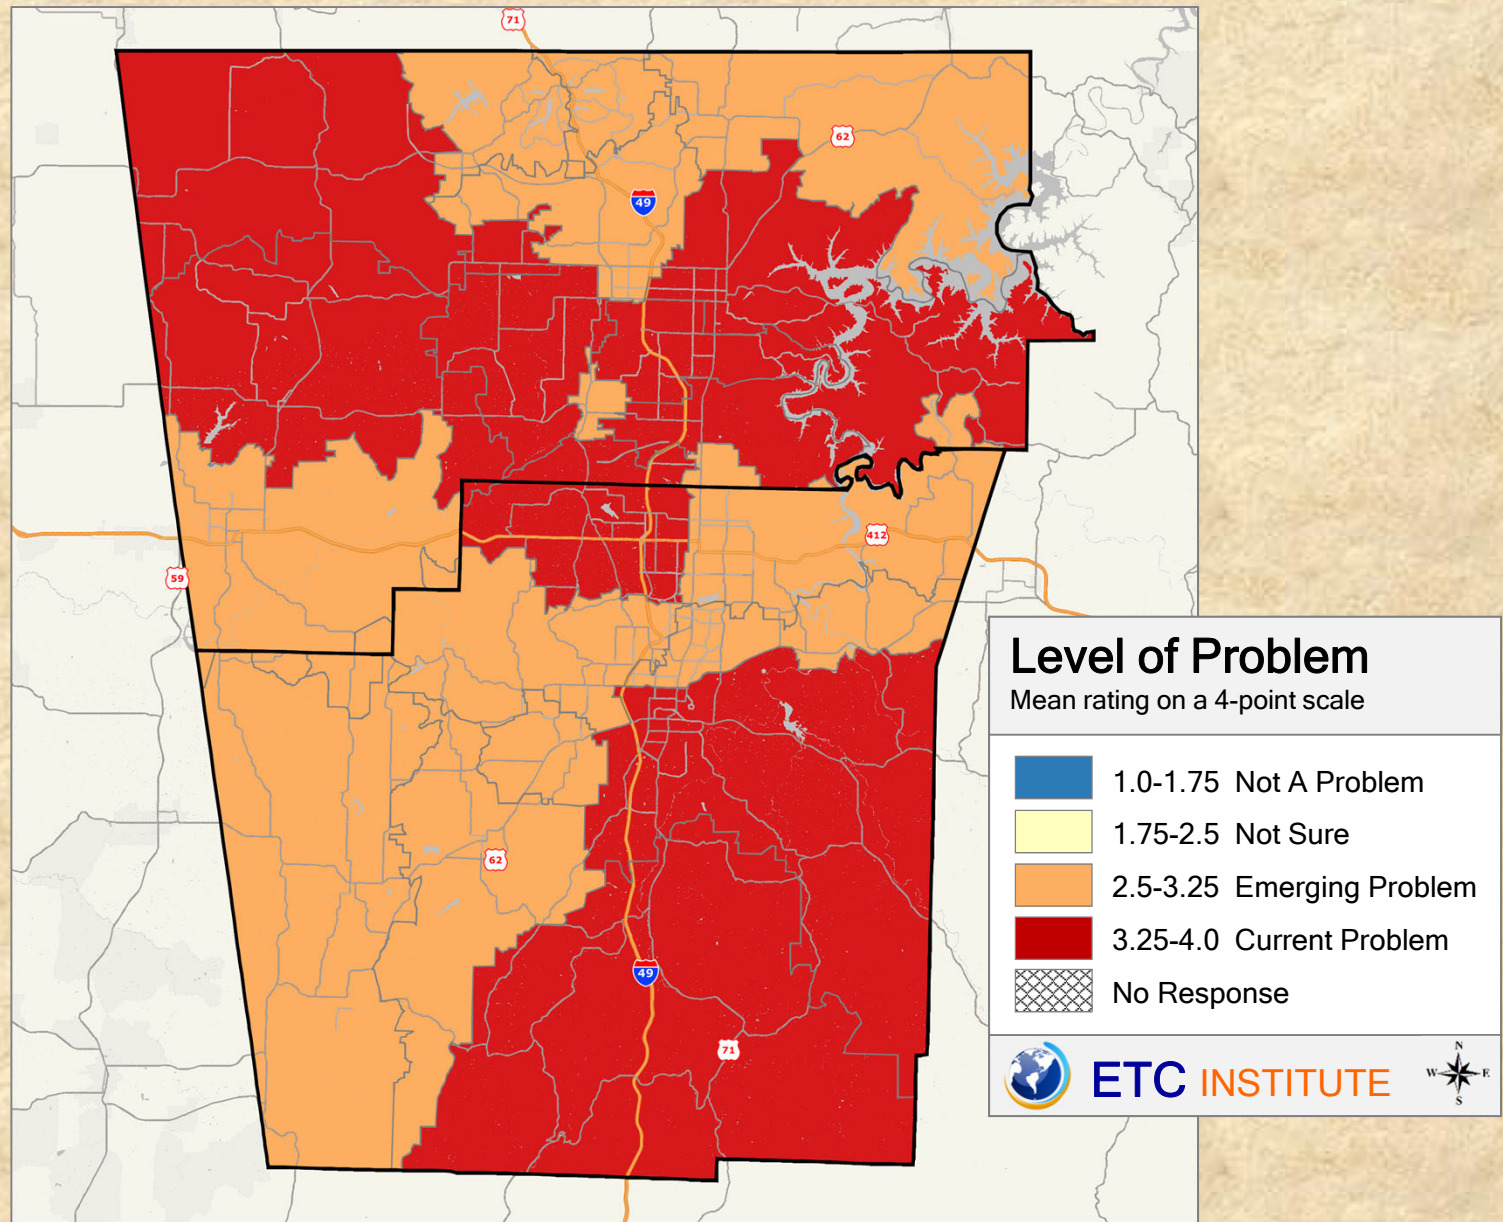 71
62
49
412
59
62
49
71
Level of Problem
Mean rating on a 4-point scale
1.0-1.75 Not A Problem
1.75-2.5 Not Sure
2.5-3.25 Emerging Problem
3.25-4.0 Current Problem
No Response
ETC INSTITUTE
N
W E
S